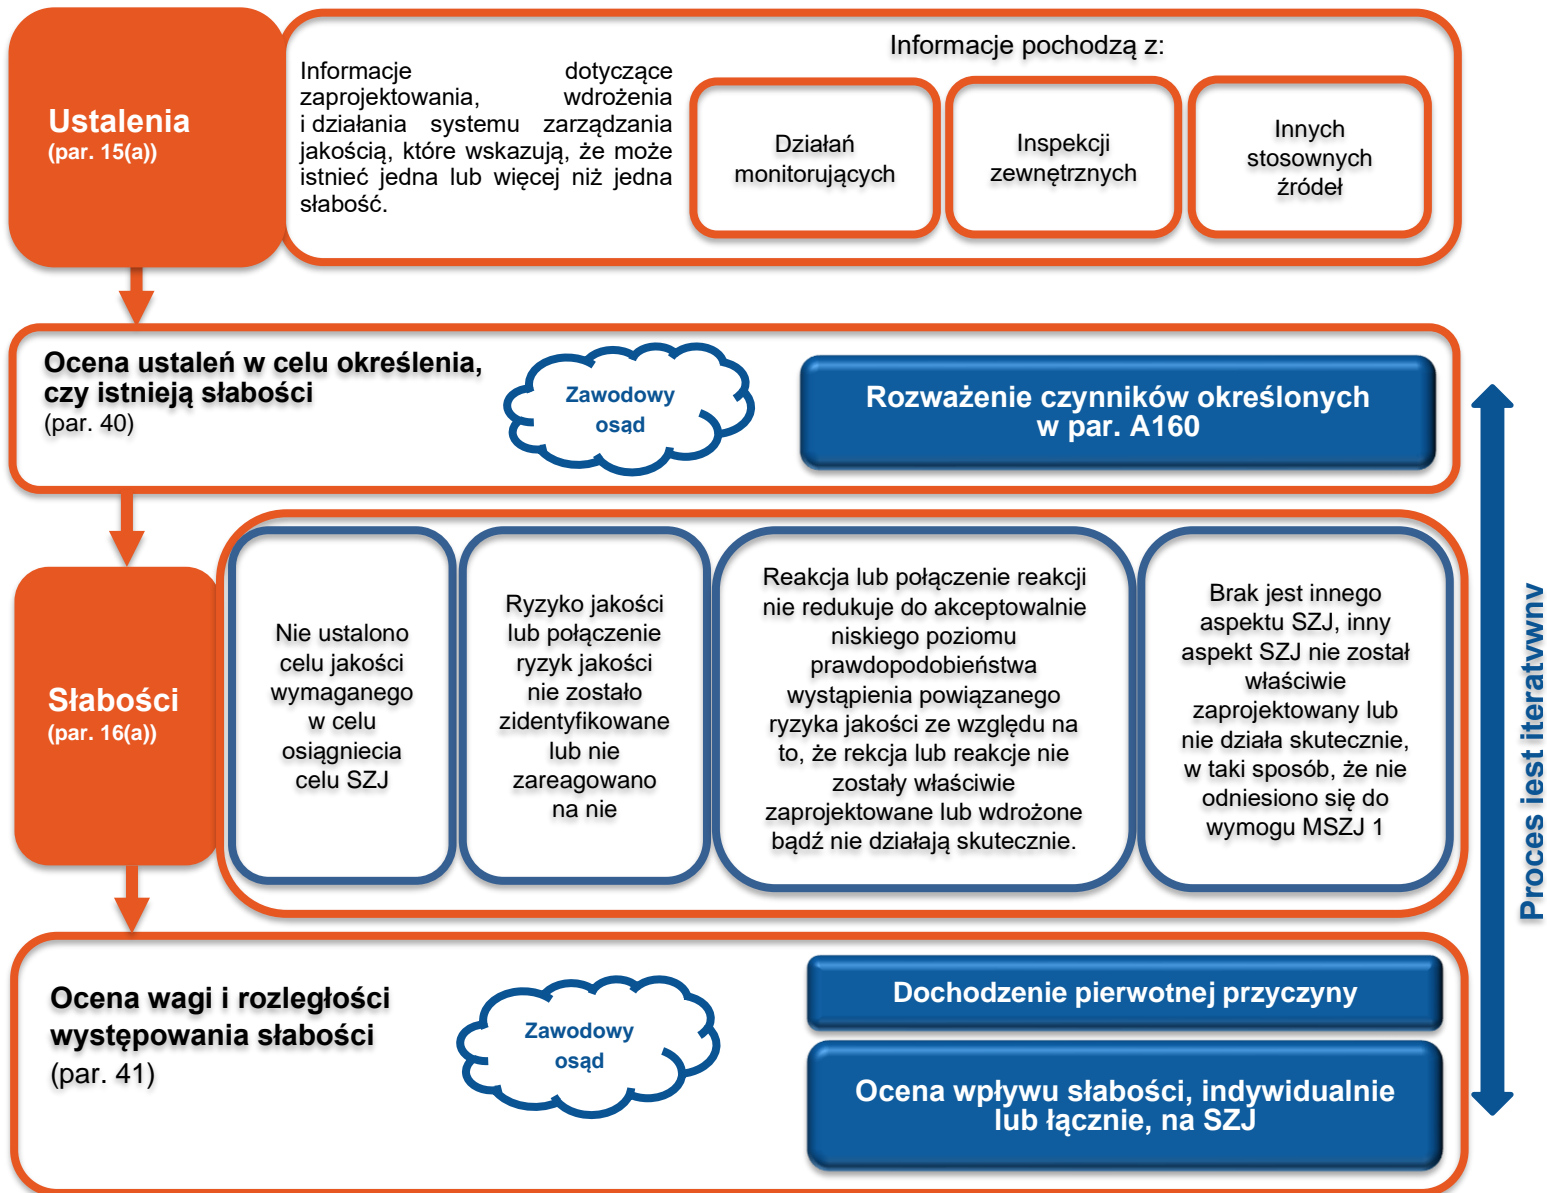 Ustalenia
(par. 15(a))
Informacje dotyczące
zaprojektowania, wdrożenia
i działania systemu zarządzania
jakością, które wskazują, że może
istnieć jedna lub więcej niż jedna
słabość.
Informacje pochodzą z:
Działań
monitorujących
Inspekcji
zewnętrznych
Innych
stosownych
źródeł
Ocena ustaleń w celu określenia,
czy istnieją słabości
(par. 40)
Zawodowy
osąd
Rozważenie czynników określonych
w par. A160
Słabości
(par. 16(a))
Nie ustalono
celu jakości
wymaganego
w celu
osiągniecia
celu SZJ
Ryzyko jakości
lub połączenie
ryzyk jakości
nie zostało
zidentyfikowane
lub nie
zareagowano
na nie
Reakcja lub połączenie reakcji
nie redukuje do akceptowalnie
niskiego poziomu
prawdopodobieństwa
wystąpienia powiązanego
ryzyka jakości ze względu na
to, że rekcja lub reakcje nie
zostały właściwie
zaprojektowane lub wdrożone
bądź nie działają skutecznie.
Brak jest innego
aspektu SZJ, inny
aspekt SZJ nie został
właściwie
zaprojektowany lub
nie działa skutecznie,
w taki sposób, że nie
odniesiono się do
wymogu MSZJ 1
Ocena wagi i rozległości
występowania słabości
(par. 41)
Zawodowy
osąd
Dochodzenie pierwotnej przyczyny
Ocena wpływu słabości, indywidualnie
lub łącznie, na SZJ
Proces jest iteratywny